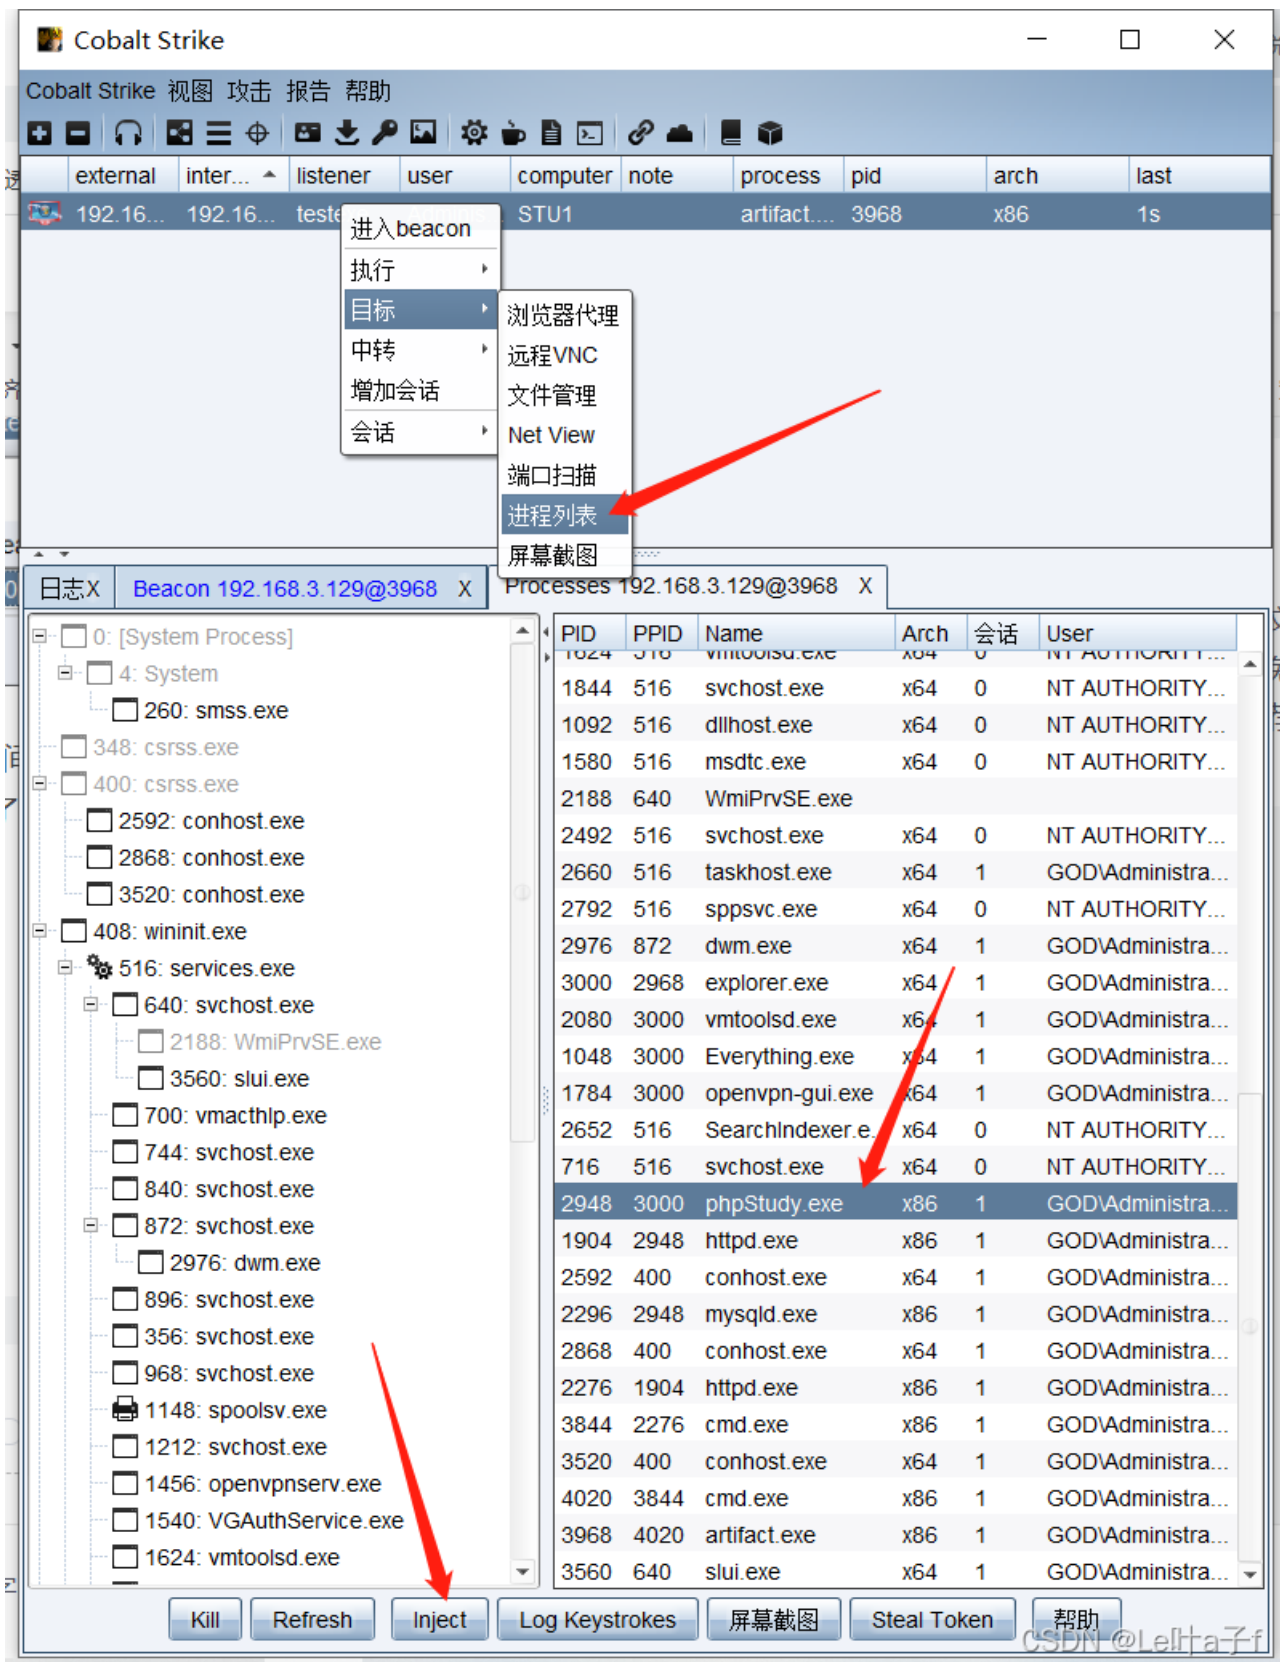 Cobalt Strike
Cobalt Strike 视图 攻击 报告 帮助
external inter... listener user computer note process pid arch last
192.16... 192.16... teste STU1 artifact.... 3968 x86 1s
进入beacon
执行
目标
中转
增加会话
会话
浏览器代理
远程VNC
文件管理
Net View
端口扫描
进程列表
屏幕截图
日志X Beacon 192.168.3.129@3968 X Processes 192.168.3.129@3968 X
0: [System Process]
4: System
260: smss.exe
348: csrss.exe
400: csrss.exe
2592: conhost.exe
2868: conhost.exe
3520: conhost.exe
408: wininit.exe
516: services.exe
640: svchost.exe
2188: WmiPrvSE.exe
3560: slui.exe
700: vmacthlp.exe
744: svchost.exe
840: svchost.exe
872: svchost.exe
2976: dwm.exe
896: svchost.exe
356: svchost.exe
968: svchost.exe
1148: spoolsv.exe
1212: svchost.exe
1456: openvpnserv.exe
1540: VGAuthService.exe
1624: vmtoolsd.exe
PID PPID Name Arch 会话 User
1624 516 vmtoolsd.exe x64 0 NT AUTHORITY...
1844 516 svchost.exe x64 0 NT AUTHORITY...
1092 516 dllhost.exe x64 0 NT AUTHORITY...
1580 516 msdtc.exe x64 0 NT AUTHORITY...
2188 640 WmiPrvSE.exe
2492 516 svchost.exe x64 0 NT AUTHORITY...
2660 516 taskhost.exe x64 1 GOD\Administra...
2792 516 sppsvc.exe x64 0 NT AUTHORITY...
2976 872 dwm.exe x64 1 GOD\Administra...
3000 2968 explorer.exe x64 1 GOD\Administra...
2080 3000 vmtoolsd.exe x64 1 GOD\Administra...
1048 3000 Everything.exe x64 1 GOD\Administra...
1784 3000 openvpn-gui.exe x64 1 GOD\Administra...
2652 516 SearchIndexer.e... x64 0 NT AUTHORITY...
716 516 svchost.exe x64 0 NT AUTHORITY...
2948 3000 phpStudy.exe x86 1 GOD\Administra...
1904 2948 httpd.exe x86 1 GOD\Administra...
2592 400 conhost.exe x64 1 GOD\Administra...
2296 2948 mysqld.exe x86 1 GOD\Administra...
2868 400 conhost.exe x64 1 GOD\Administra...
2276 1904 httpd.exe x86 1 GOD\Administra...
3844 2276 cmd.exe x86 1 GOD\Administra...
3520 400 conhost.exe x64 1 GOD\Administra...
4020 3844 cmd.exe x86 1 GOD\Administra...
3968 4020 artifact.exe x86 1 GOD\Administra...
3560 640 slui.exe x64 1 GOD\Administra...
Kill Refresh Inject Log Keystrokes 屏幕截图 Steal Token 帮助